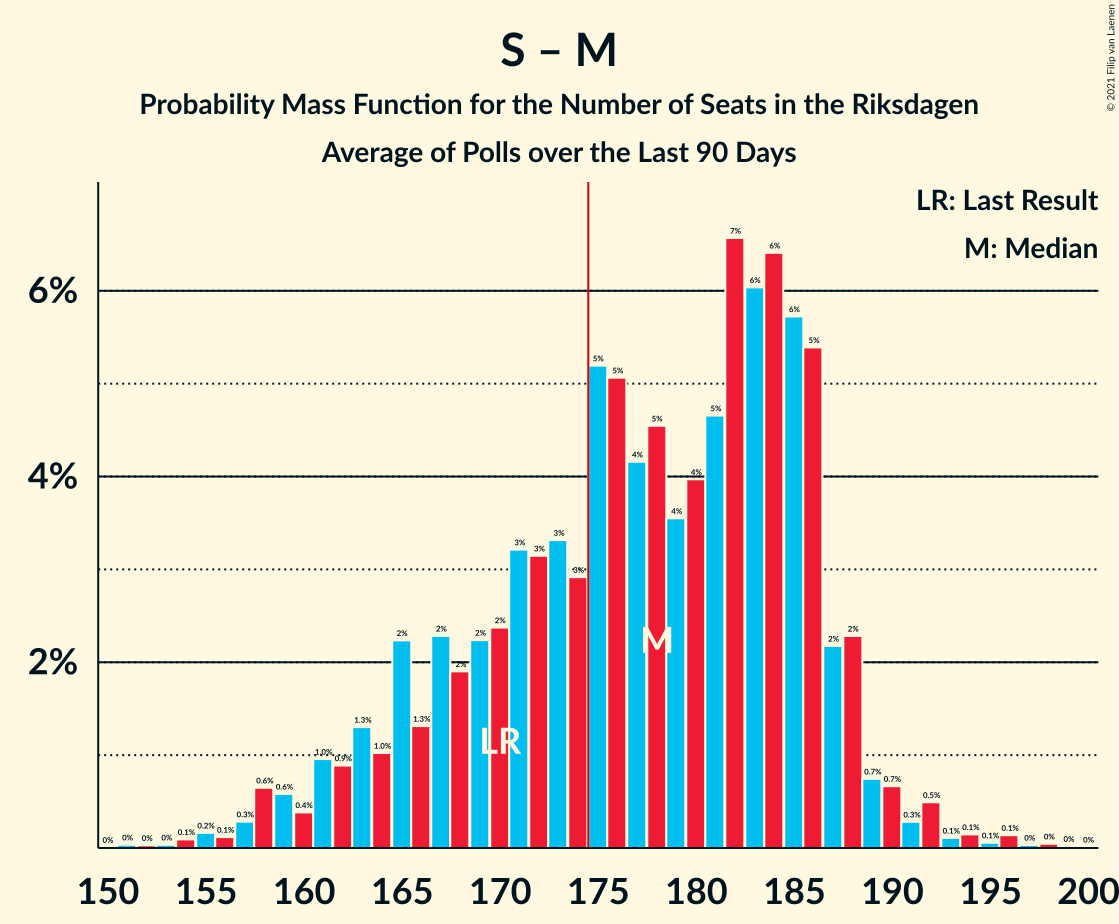 S – M
Probability Mass Function for the Number of Seats in the Riksdagen
Average of Polls over the Last 90 Days
© 2021 Filip van Laenen
LR: Last Result
M: Median
6%
4%
2%
0% 0% 0% 0% 0.1% 0.2% 0.1% 0.3% 0.6% 0.6% 0.4% 1.0% 0.9% 1.3% 1.0% 2% 1.3% 2% 2% 2% 2% 3% 3% 3% 3% 5% 5% 4% 5% 4% 4% 5% 7% 6% 6% 6% 5% 2% 2% 0.7% 0.7% 0.3% 0.5% 0.1% 0.1% 0.1% 0.1% 0% 0% 0% 0%
M
LR
150 155 160 165 170 175 180 185 190 195 200